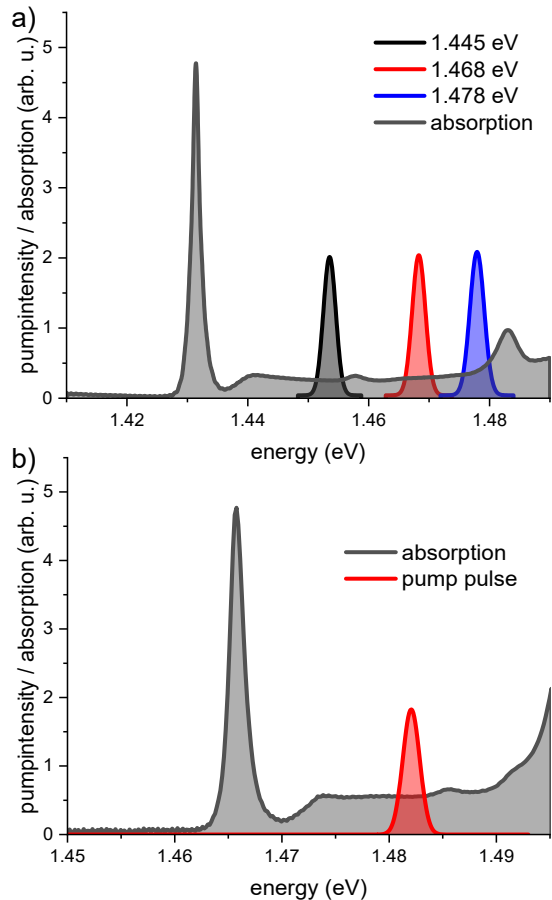 a)
pumpintensity / absorption (arb. u.)
5
4
3
2
1
0
1.445 eV
1.468 eV
1.478 eV
absorption
1.42 1.44 1.46 1.48
energy (eV)
b)
pumpintensity / absorption (arb. u.)
5
4
3
2
1
0
absorption
pump pulse
1.45 1.46 1.47 1.48 1.49
energy (eV)